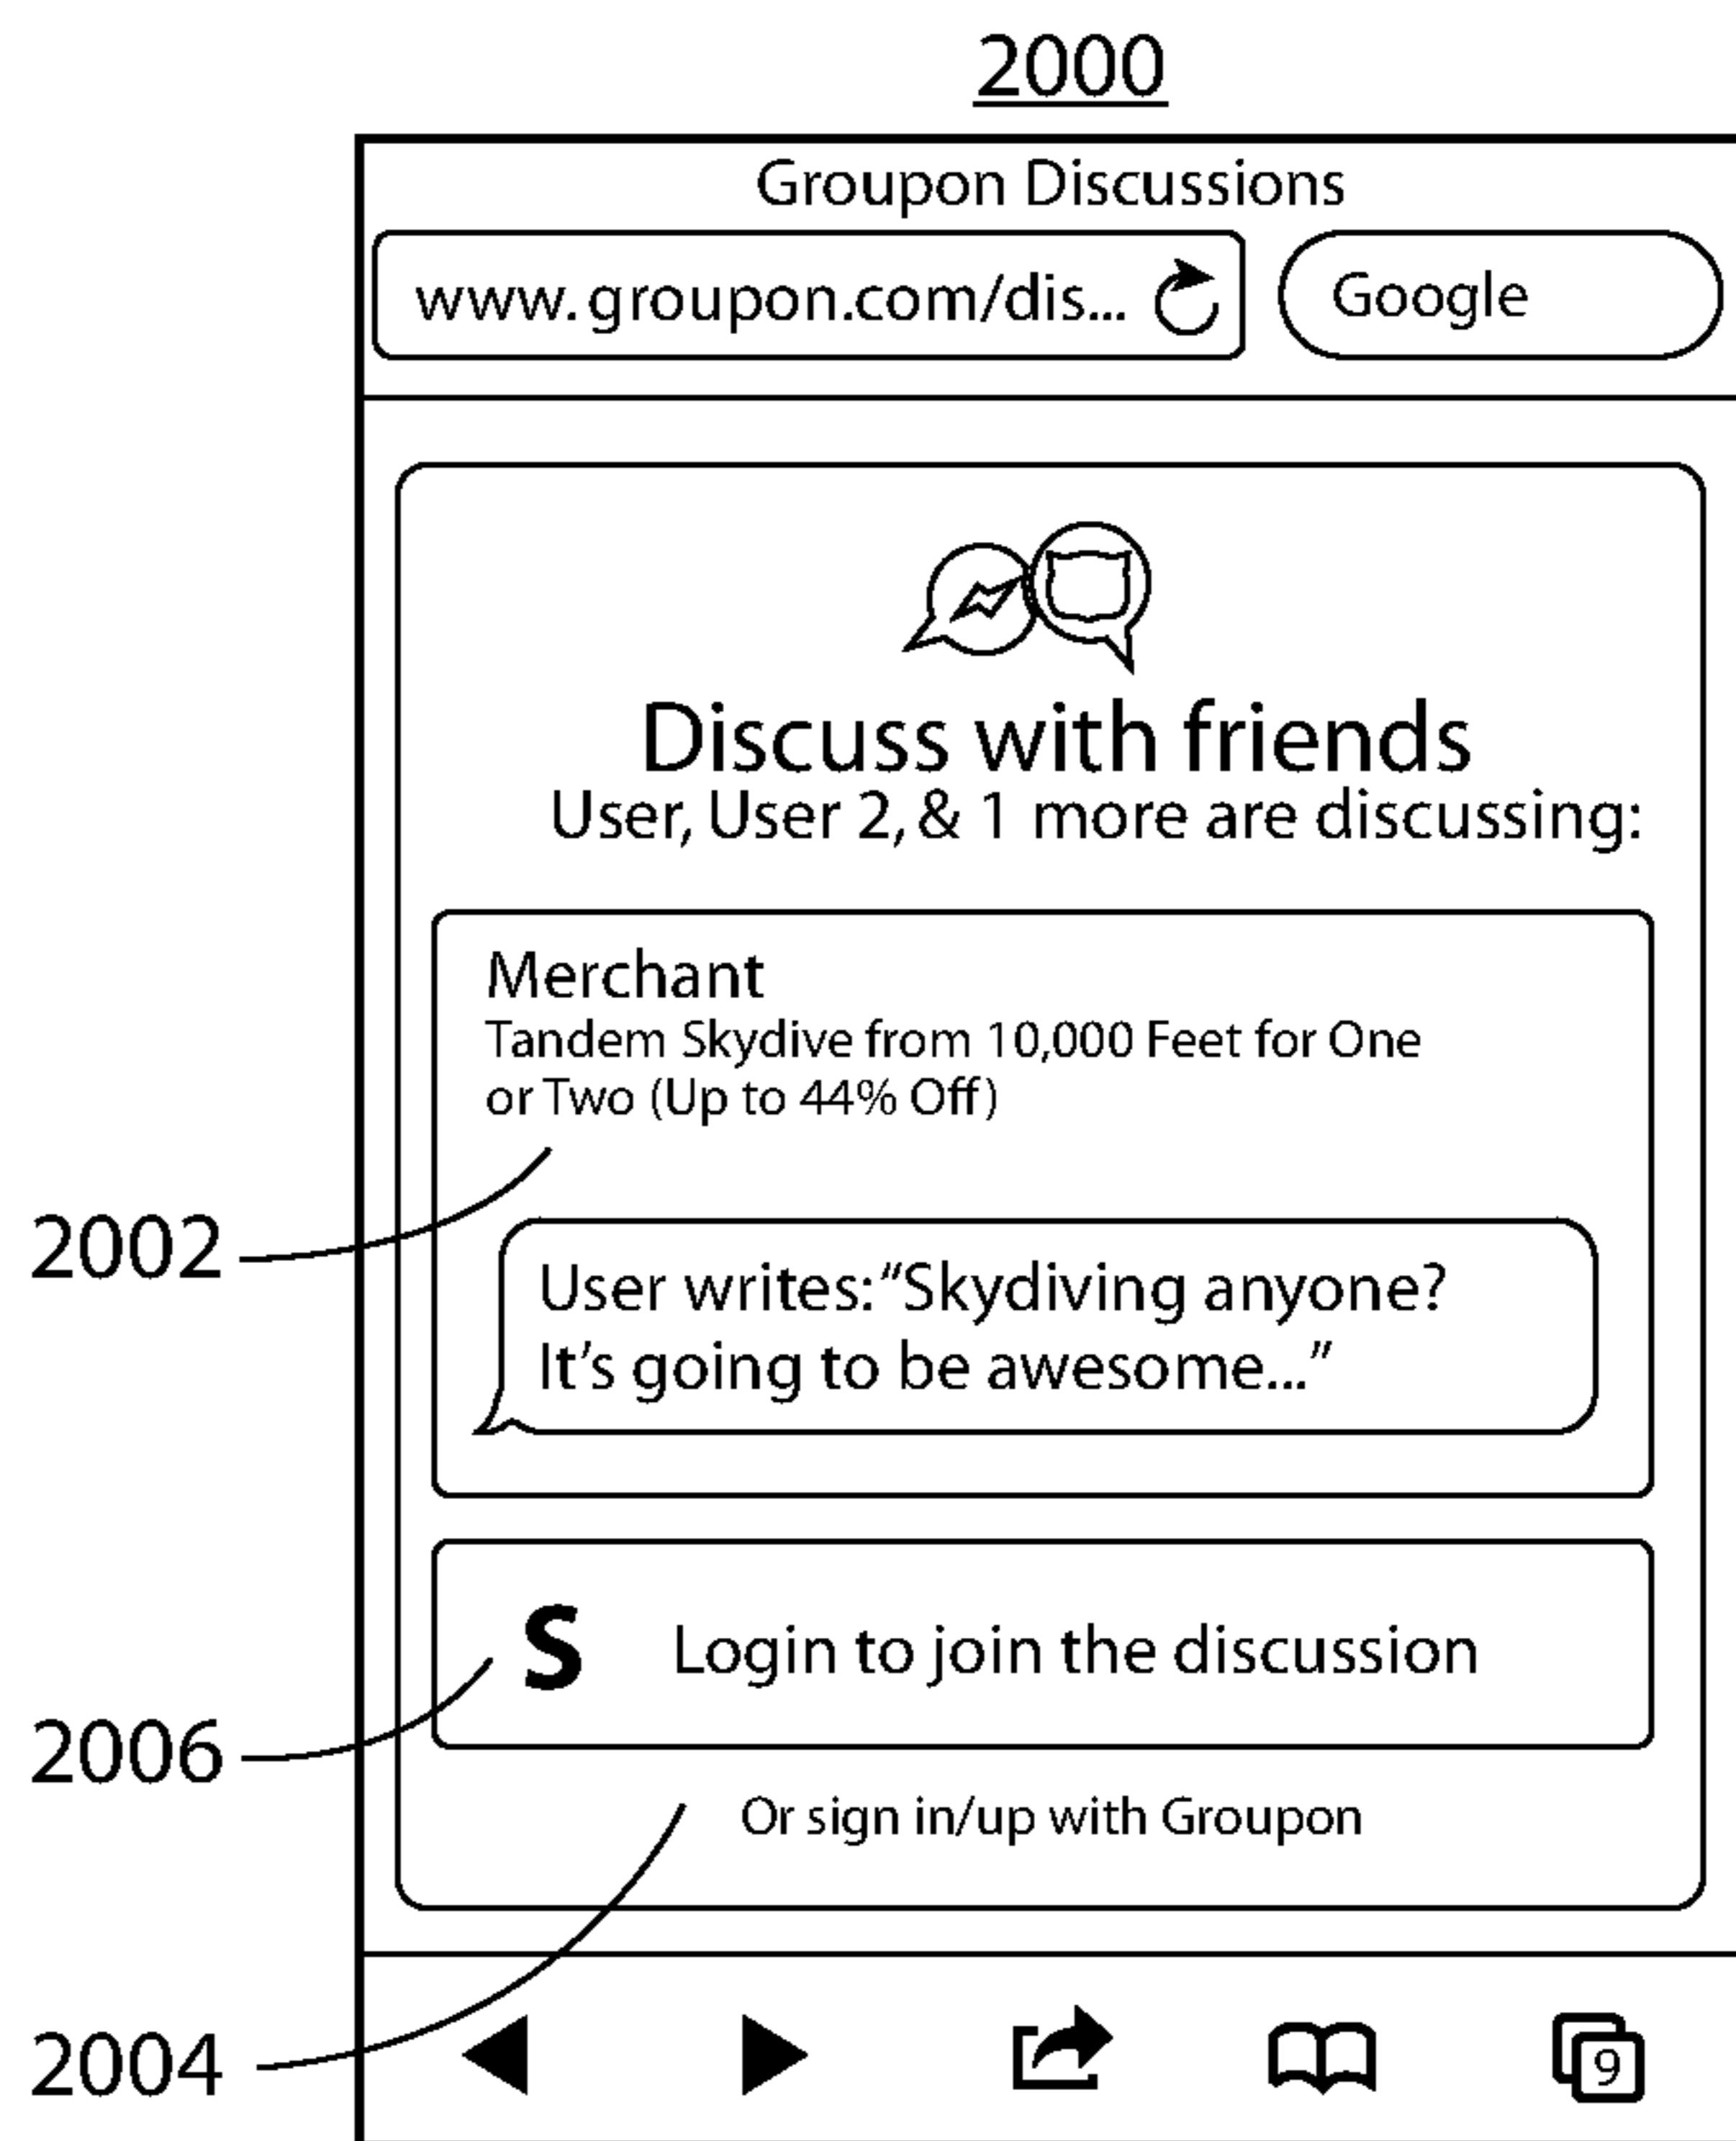 2000
Groupon Discussions
www.groupon.com/dis...
Google
Discuss with friends
User, User 2, & 1 more are discussing:
Merchant
Tandem Skydive from 10,000 Feet for One
or Two (Up to 44% Off)
2002
User writes: “Skydiving anyone?
It’s going to be awesome...”
S Login to join the discussion
2006
Or sign in/up with Groupon
2004
9